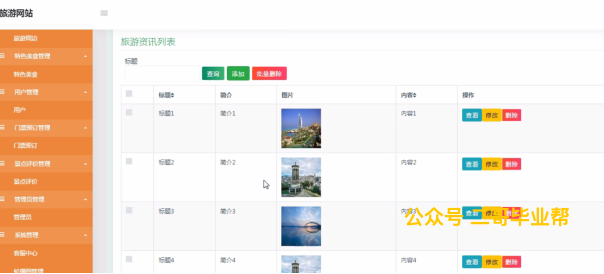 旅游网站
旅游周边
特色美食管理
特色美食
用户管理
用户
门票预订管理
门票预订
景点评价管理
景点评价
管理员管理
管理员
系统管理
客服中心
轮播图管理
旅游资讯列表
标题
查询 添加 批量删除
标题 简介 图片 内容 操作
标题1 简介1 内容1 查看 修改 删除
标题2 简介2 内容2 查看 修改 删除
标题3 简介3 内容3 查看 修改 删除
公众号 二哥毕业帮
标题4 简介4 内容4 查看 修改 删除